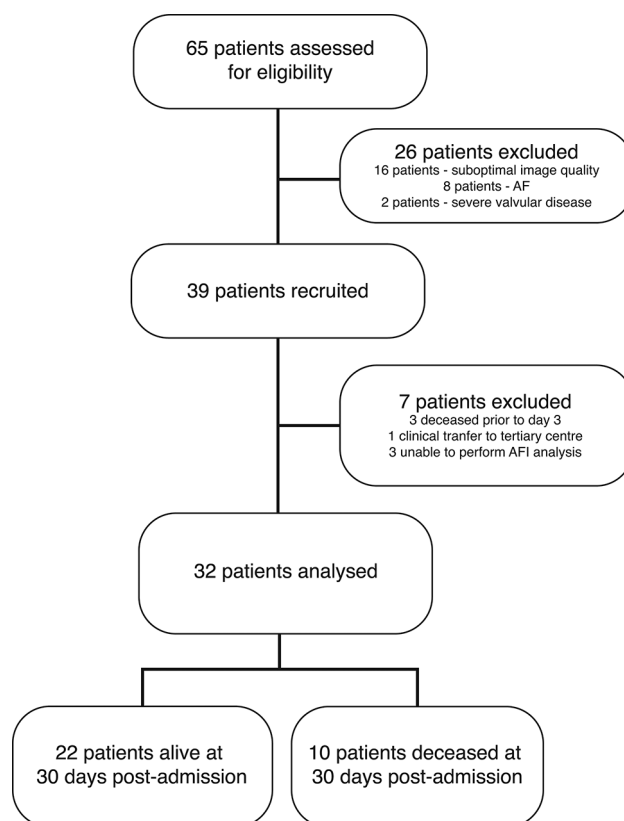 65 patients assessed
for eligibility
26 patients excluded
16 patients - suboptimal image quality
8 patients - AF
2 patients - severe valvular disease
39 patients recruited
7 patients excluded
3 deceased prior to day 3
1 clinical tranfer to tertiary centre
3 unable to perform AFI analysis
32 patients analysed
22 patients alive at
30 days post-admission
10 patients deceased at
30 days post-admission